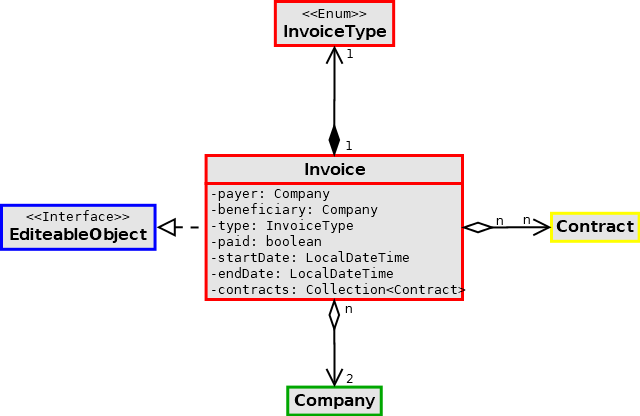 <<Enum>>
InvoiceType
1
1
Invoice
-payer: Company
-beneficiary: Company
-type: InvoiceType
-paid: boolean
-startDate: LocalDateTime
-endDate: LocalDateTime
-contracts: Collection<Contract>
<<Interface>>
EditeableObject
n
n
Contract
n
2
Company